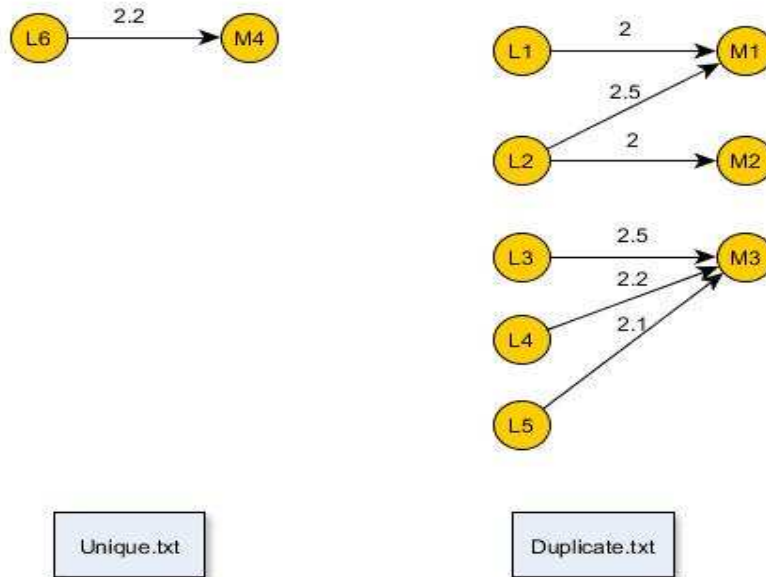 L6 2.2 M4
L1 2 M1
2.5
L2 2 M2
L3 2.5 M3
2.2
L4
2.1
L5
Unique.txt
Duplicate.txt